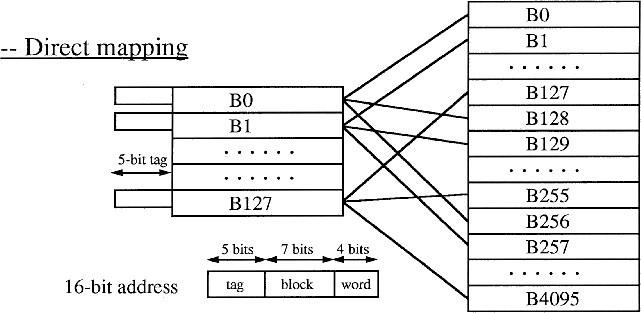 -- Direct mapping
B0
B1
· · · · · ·
· · · · · ·
B127
5-bit tag
B0
B1
· · · · · ·
B127
B128
B129
· · · · · ·
B255
B256
B257
· · · · · ·
B4095
5 bits 7 bits 4 bits
16-bit address tag block word